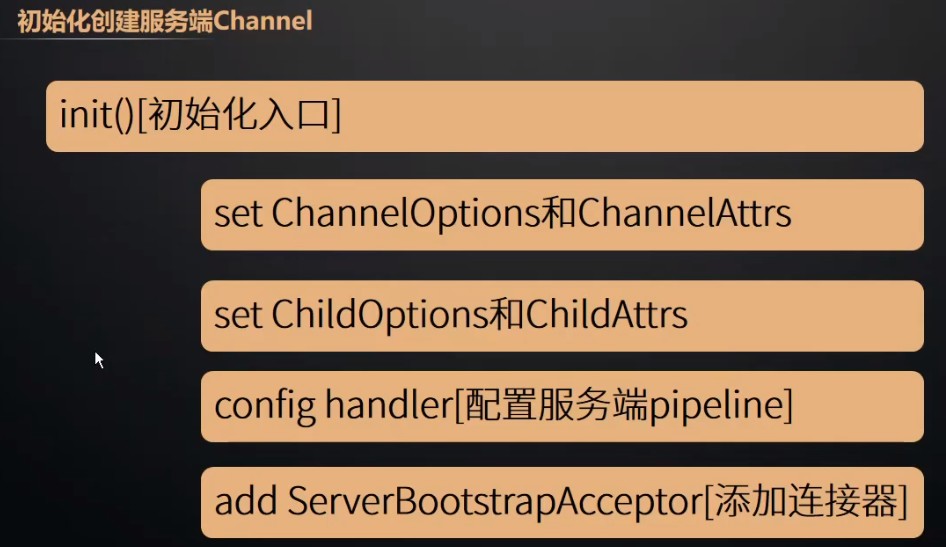 初始化创建服务端Channel
init()[初始化入口]
set ChannelOptions和ChannelAttrs
set ChildOptions和ChildAttrs
config handler[配置服务端pipeline]
add ServerBootstrapAcceptor[添加连接器]